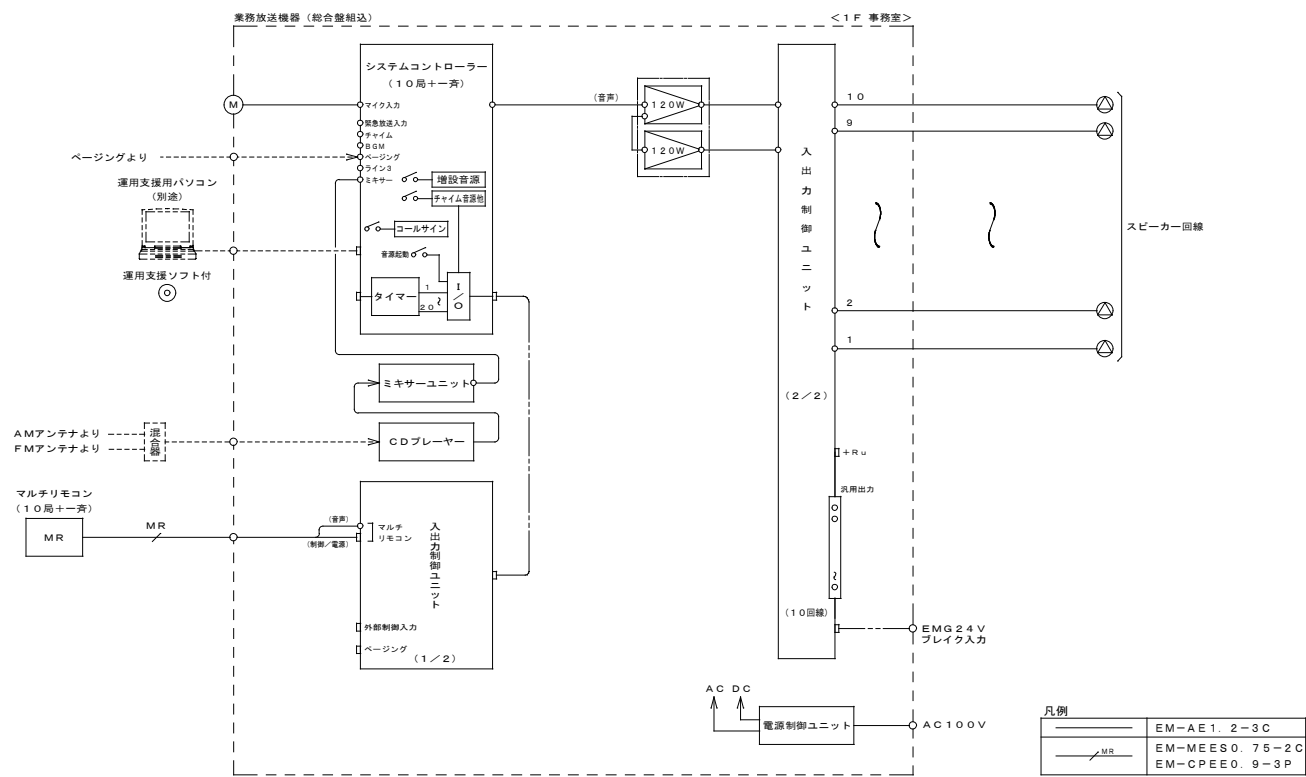 業務放送機器（総合盤組込）
＜1F 事務室＞
システムコントローラー
（10局＋一斉）
M
マイク入力
緊急放送入力
チャイム
BGM
ページング
ライン3
ミキサー
増設音源
チャイム音源他
コールサイン
音源起動
タイマー
1
20
～
I/O
ページングより
運用支援用パソコン
（別途）
運用支援ソフト付
（音声）
120W
120W
入出力制御ユニット
（2／2）
10
9
2
1
スピーカー回線
ミキサーユニット
CDプレーヤー
AMアンテナより
FMアンテナより
混合器
マルチリモコン
（10局＋一斉）
MR
MR
（音声）
（制御／電源）
マルチ
リモコン
入出力制御ユニット
外部制御入力
ページング
（1／2）
＋Ru
汎用出力
～
（10回線）
EMG24V
ブレイク入力
AC DC
電源制御ユニット
AC100V
凡例
EM−AE1．2−3C
MR
EM−MEES0．75−2C
EM−CPEE0．9−3P